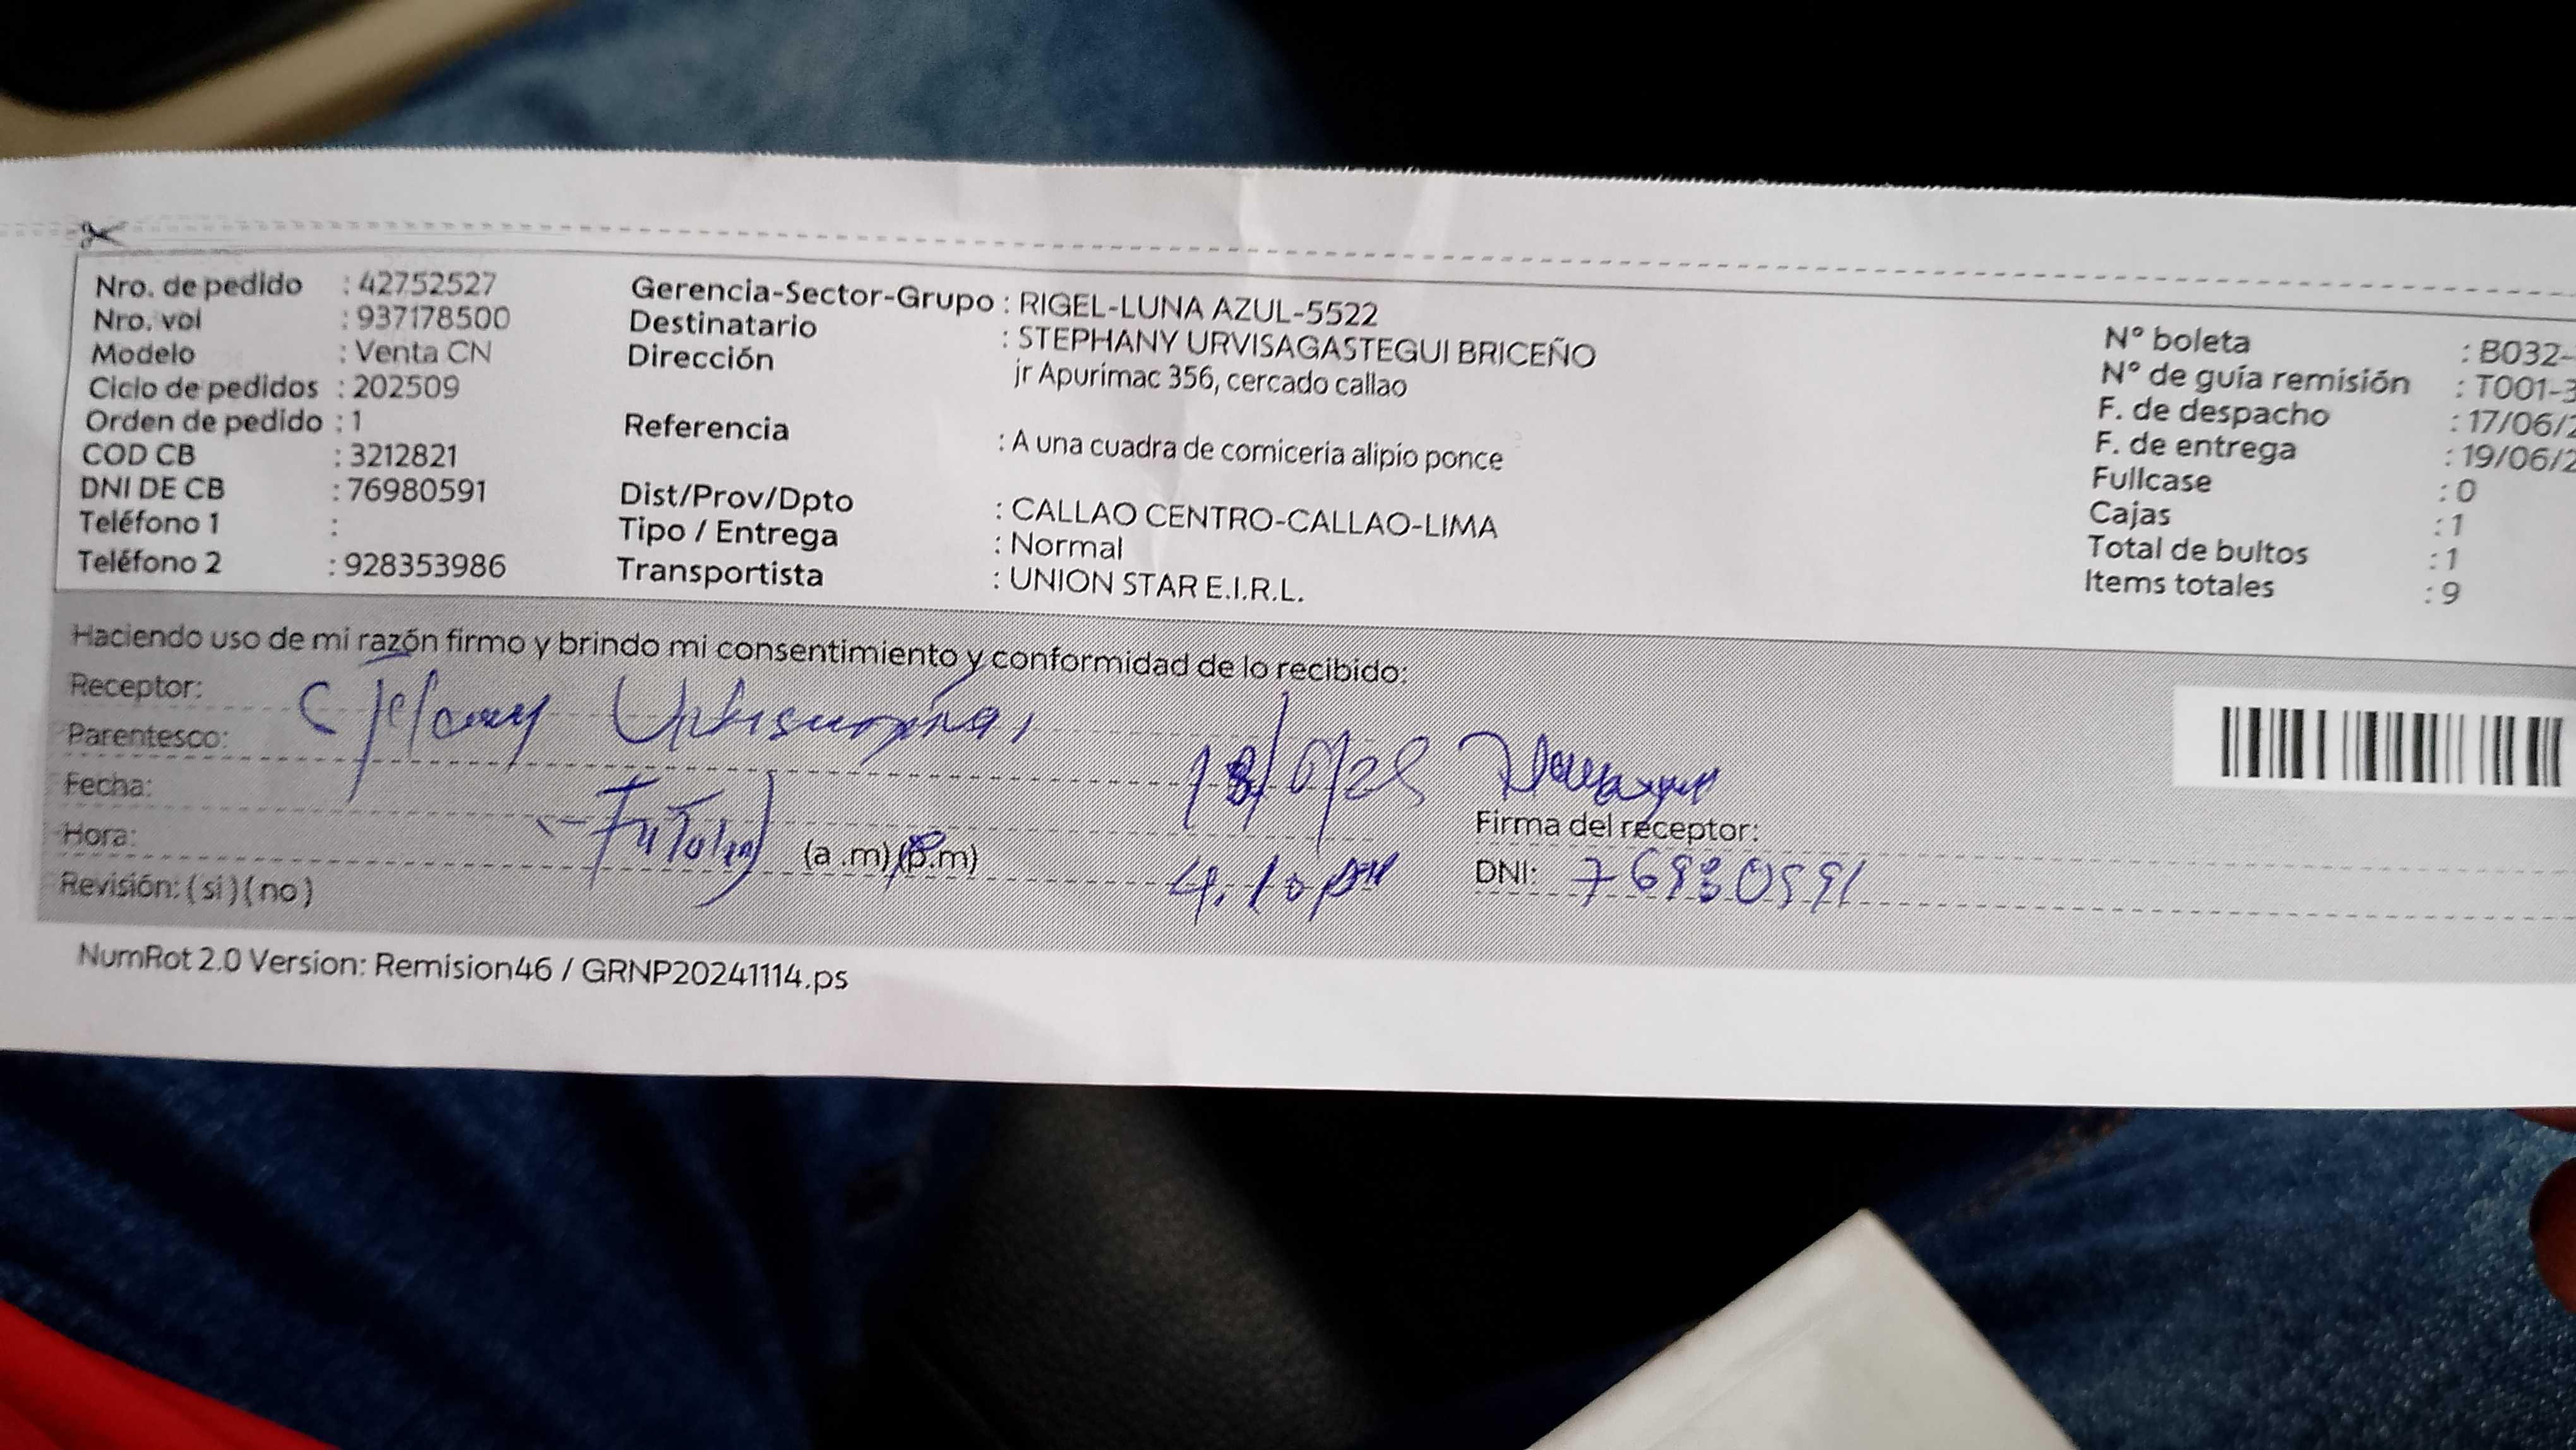 Nro. de pedido : 42752527
Nro. vol : 937178500
Modelo : Venta CN
Ciclo de pedidos : 202509
Orden de pedido : 1
COD CB : 3212821
DNI DE CB : 76980591
Teléfono 1 :
Teléfono 2 : 928353986
Gerencia-Sector-Grupo : RIGEL-LUNA AZUL-5522
Destinatario : STEPHANY URVISAGASTEGUI BRICEÑO
Dirección jr Apurimac 356, cercado callao
Referencia : A una cuadra de corniceria alipio ponce
Dist/Prov/Dpto : CALLAO CENTRO-CALLAO-LIMA
Tipo / Entrega : Normal
Transportista : UNION STAR E.I.R.L.
N° boleta : B032-
N° de guía remisión : T001-3
F. de despacho : 17/06/2
F. de entrega : 19/06/2
Fullcase : 0
Cajas : 1
Total de bultos : 1
Items totales : 9
Haciendo uso de mi razón firmo y brindo mi consentimiento y conformidad de lo recibido:
Receptor:
Parentesco:
Fecha: 18/6/25
Hora: (a .m)(p.m) 4.10 pm
Revisión: (si) (no)
Firma del receptor:
DNI: 76980591
NumRot 2.0 Version: Remision46 / GRNP20241114.ps